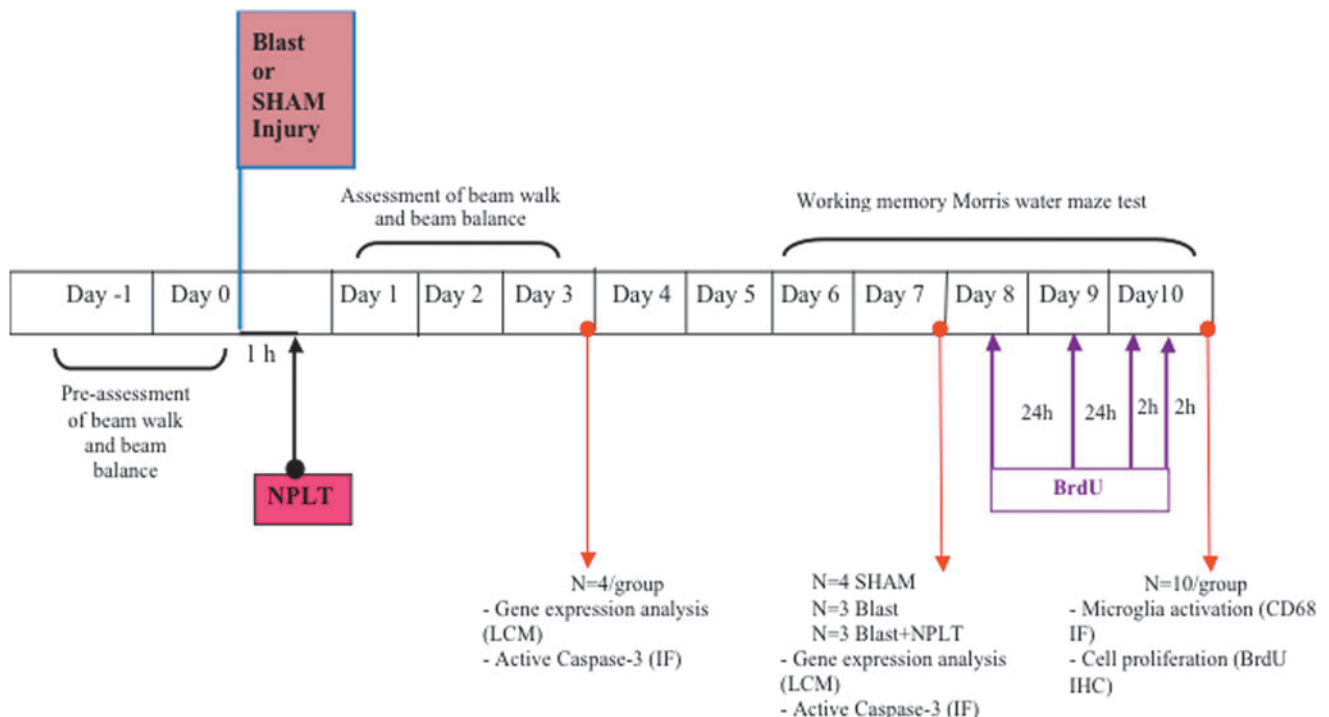 Blast
or
SHAM
Injury
Assessment of beam walk
and beam balance
Working memory Morris water maze test
Day -1
Day 0
Day 1
Day 2
Day 3
Day 4
Day 5
Day 6
Day 7
Day 8
Day 9
Day10
1 h
Pre-assessment
of beam walk
and beam
balance
NPLT
24h
24h
2h
2h
BrdU
N=4/group
- Gene expression analysis
(LCM)
- Active Caspase-3 (IF)
N=4 SHAM
N=3 Blast
N=3 Blast+NPLT
- Gene expression analysis
(LCM)
- Active Caspase-3 (IF)
N=10/group
- Microglia activation (CD68
IF)
- Cell proliferation (BrdU
IHC)